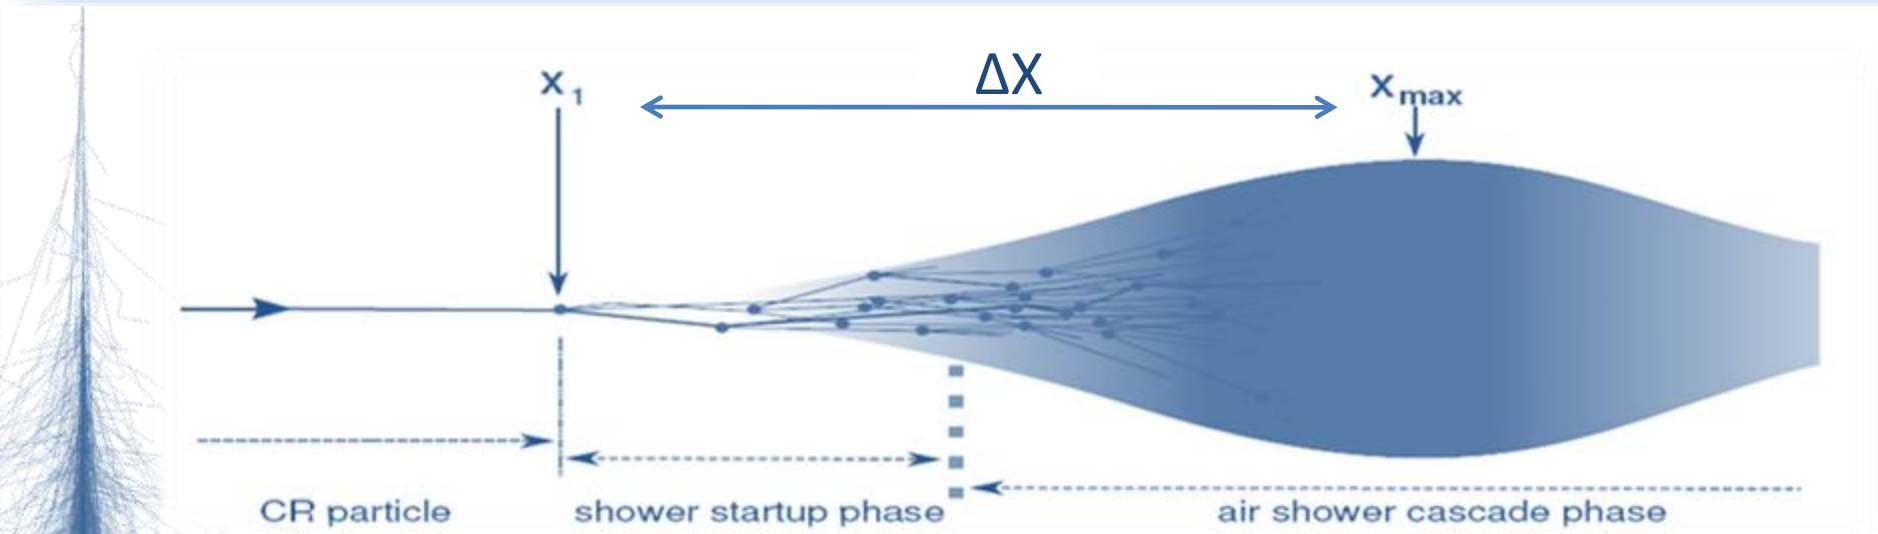 ΔX
X1
Xmax
CR particle
shower startup phase
air shower cascade phase